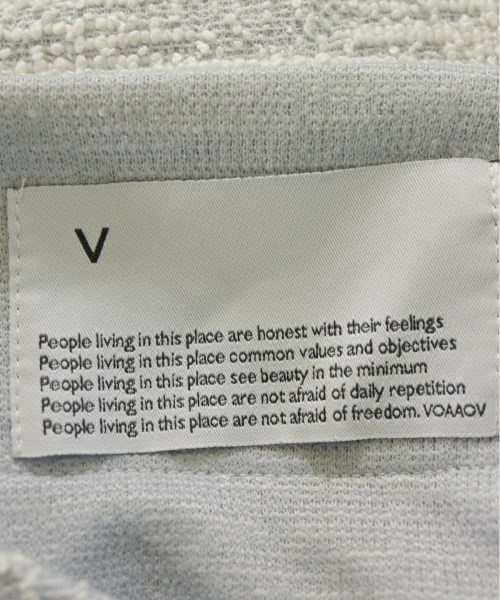 V
People living in this place are honest with their feelings
People living in this place common values and objectives
People living in this place see beauty in the minimum
People living in this place are not afraid of daily repetition
People living in this place are not afraid of freedom. VOAAOV